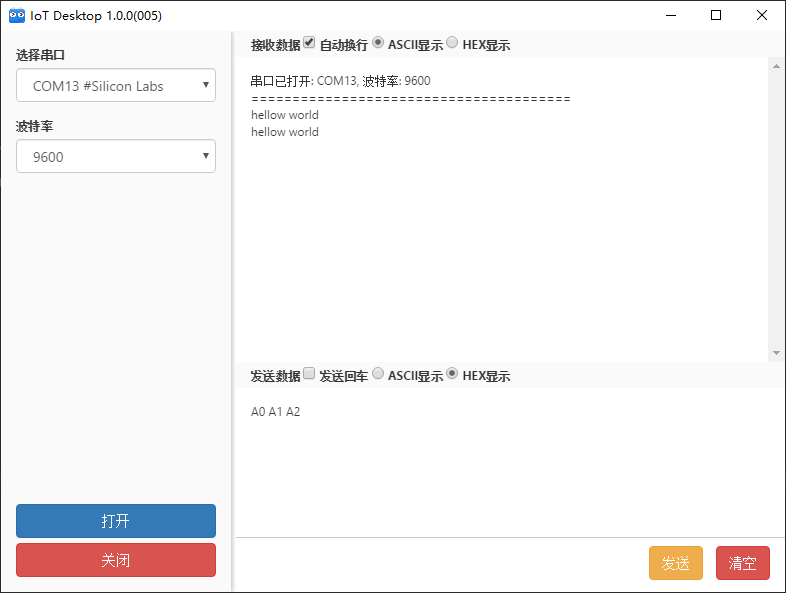 IoT Desktop 1.0.0(005)
选择串口
COM13 #Silicon Labs
波特率
9600
打开
关闭
接收数据 自动换行 ASCII显示 HEX显示
串口已打开: COM13, 波特率: 9600
======================================
hellow world
hellow world
发送数据 发送回车 ASCII显示 HEX显示
A0 A1 A2
发送 清空